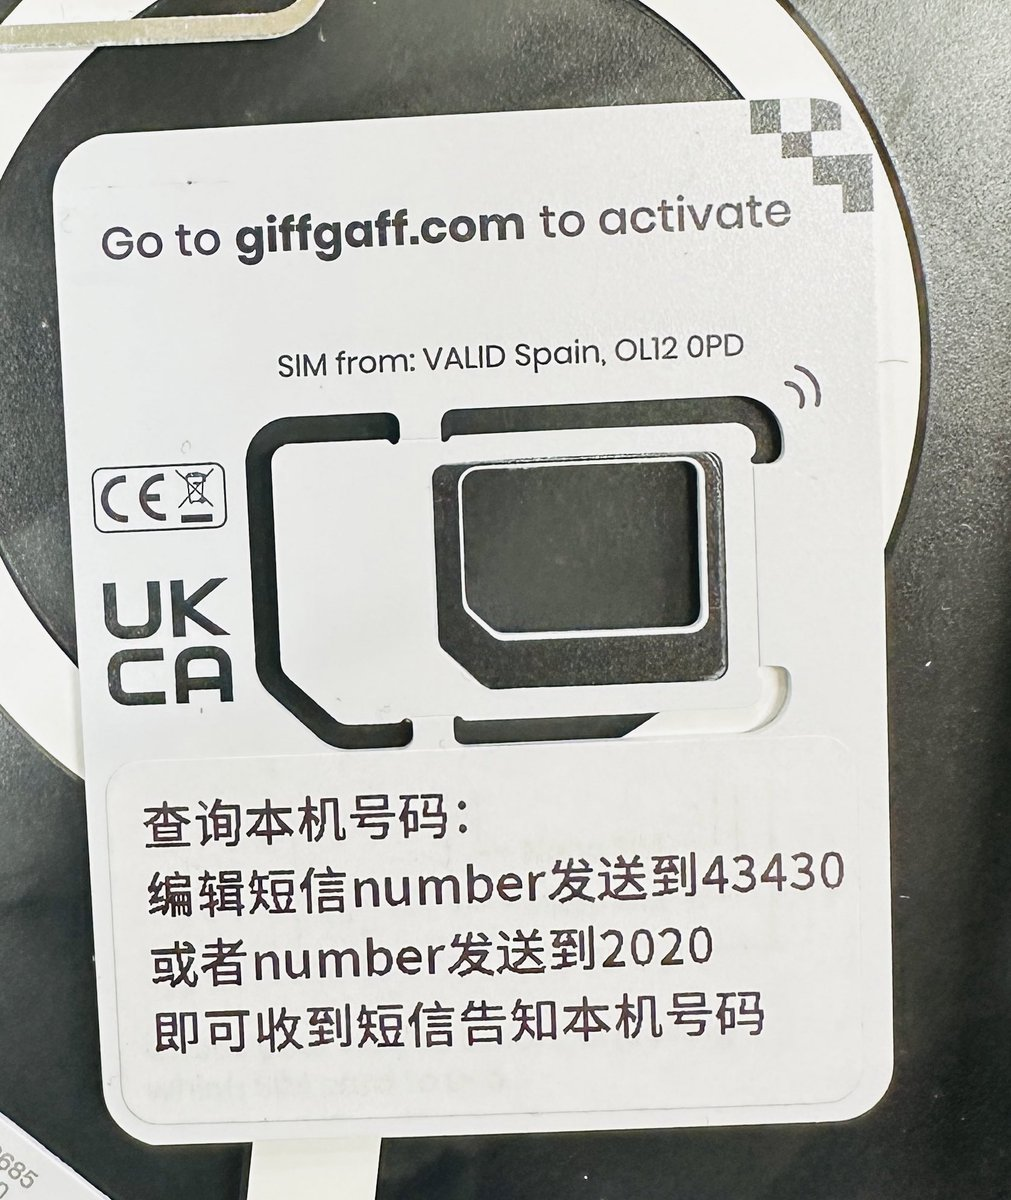 Go to giffgaff.com to activate
SIM from: VALID Spain, OL12 0PD
CE
UK
CA
查询本机号码：
编辑短信number发送到43430
或者number发送到2020
即可收到短信告知本机号码
685